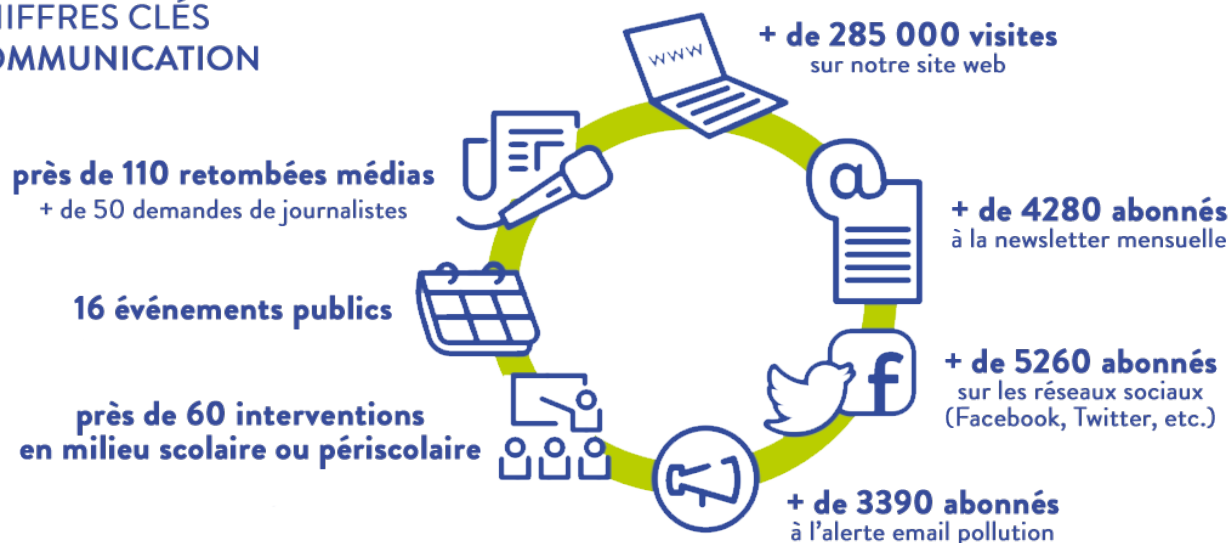 HIFFRES CLÉS
OMMUNICATION
www
+ de 285 000 visites
sur notre site web
près de 110 retombées médias
+ de 50 demandes de journalistes
@
+ de 4280 abonnés
à la newsletter mensuelle
16 événements publics
f
+ de 5260 abonnés
sur les réseaux sociaux
(Facebook, Twitter, etc.)
près de 60 interventions
en milieu scolaire ou périscolaire
+ de 3390 abonnés
à l'alerte email pollution